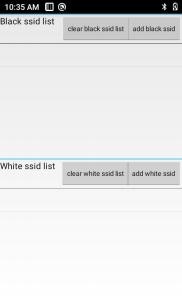 10:35 AM
Black ssid list
clear black ssid list
add black ssid
White ssid list
clear white ssid list
add white ssid